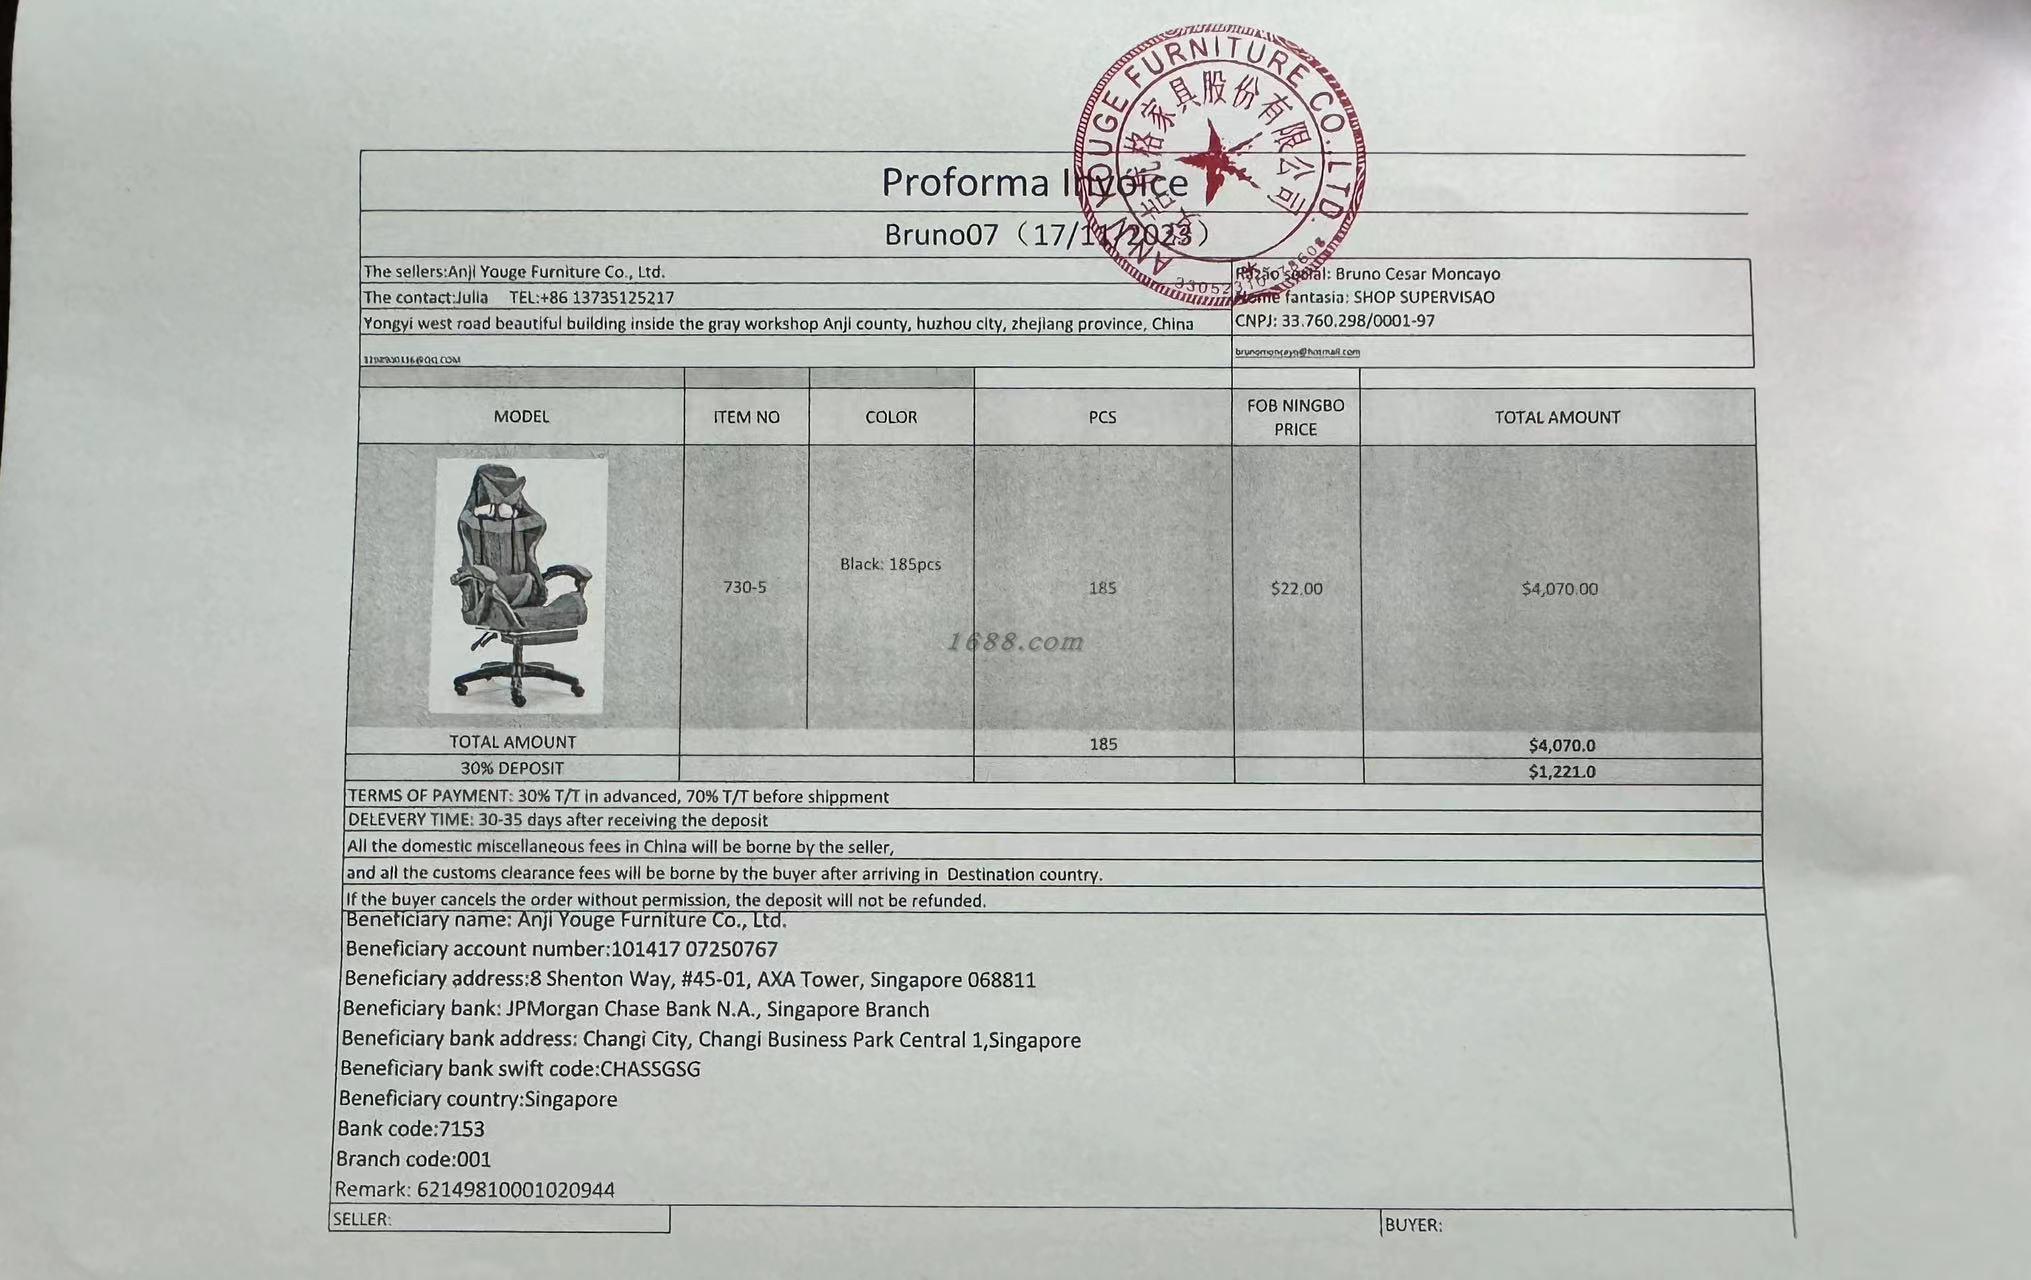 ANJI YOUGE FURNITURE CO.,LTD.
家具股份有限公司
Proforma Invoice
Bruno07（17/11/2023）
The sellers:Anji Youge Furniture Co., Ltd.
Razão social: Bruno Cesar Moncayo
The contact:Julia TEL:+86 13735125217
Nome fantasia: SHOP SUPERVISAO
Yongyi west road beautiful building inside the gray workshop Anji county, huzhou city, zhejiang province, China
CNPJ: 33.760.298/0001-97
brunomoncayo@hotmail.com
MODEL ITEM NO COLOR PCS FOB NINGBO PRICE TOTAL AMOUNT
730-5 Black: 185pcs 185 $22.00 $4,070.00
1688.com
TOTAL AMOUNT 185 $4,070.0
30% DEPOSIT $1,221.0
TERMS OF PAYMENT: 30% T/T in advanced, 70% T/T before shippment
DELEVERY TIME: 30-35 days after receiving the deposit
All the domestic miscellaneous fees in China will be borne by the seller,
and all the customs clearance fees will be borne by the buyer after arriving in Destination country.
If the buyer cancels the order without permission, the deposit will not be refunded.
Beneficiary name: Anji Youge Furniture Co., Ltd.
Beneficiary account number:101417 07250767
Beneficiary address:8 Shenton Way, #45-01, AXA Tower, Singapore 068811
Beneficiary bank: JPMorgan Chase Bank N.A., Singapore Branch
Beneficiary bank address: Changi City, Changi Business Park Central 1,Singapore
Beneficiary bank swift code:CHASSGSG
Beneficiary country:Singapore
Bank code:7153
Branch code:001
Remark: 62149810001020944
SELLER:
BUYER: